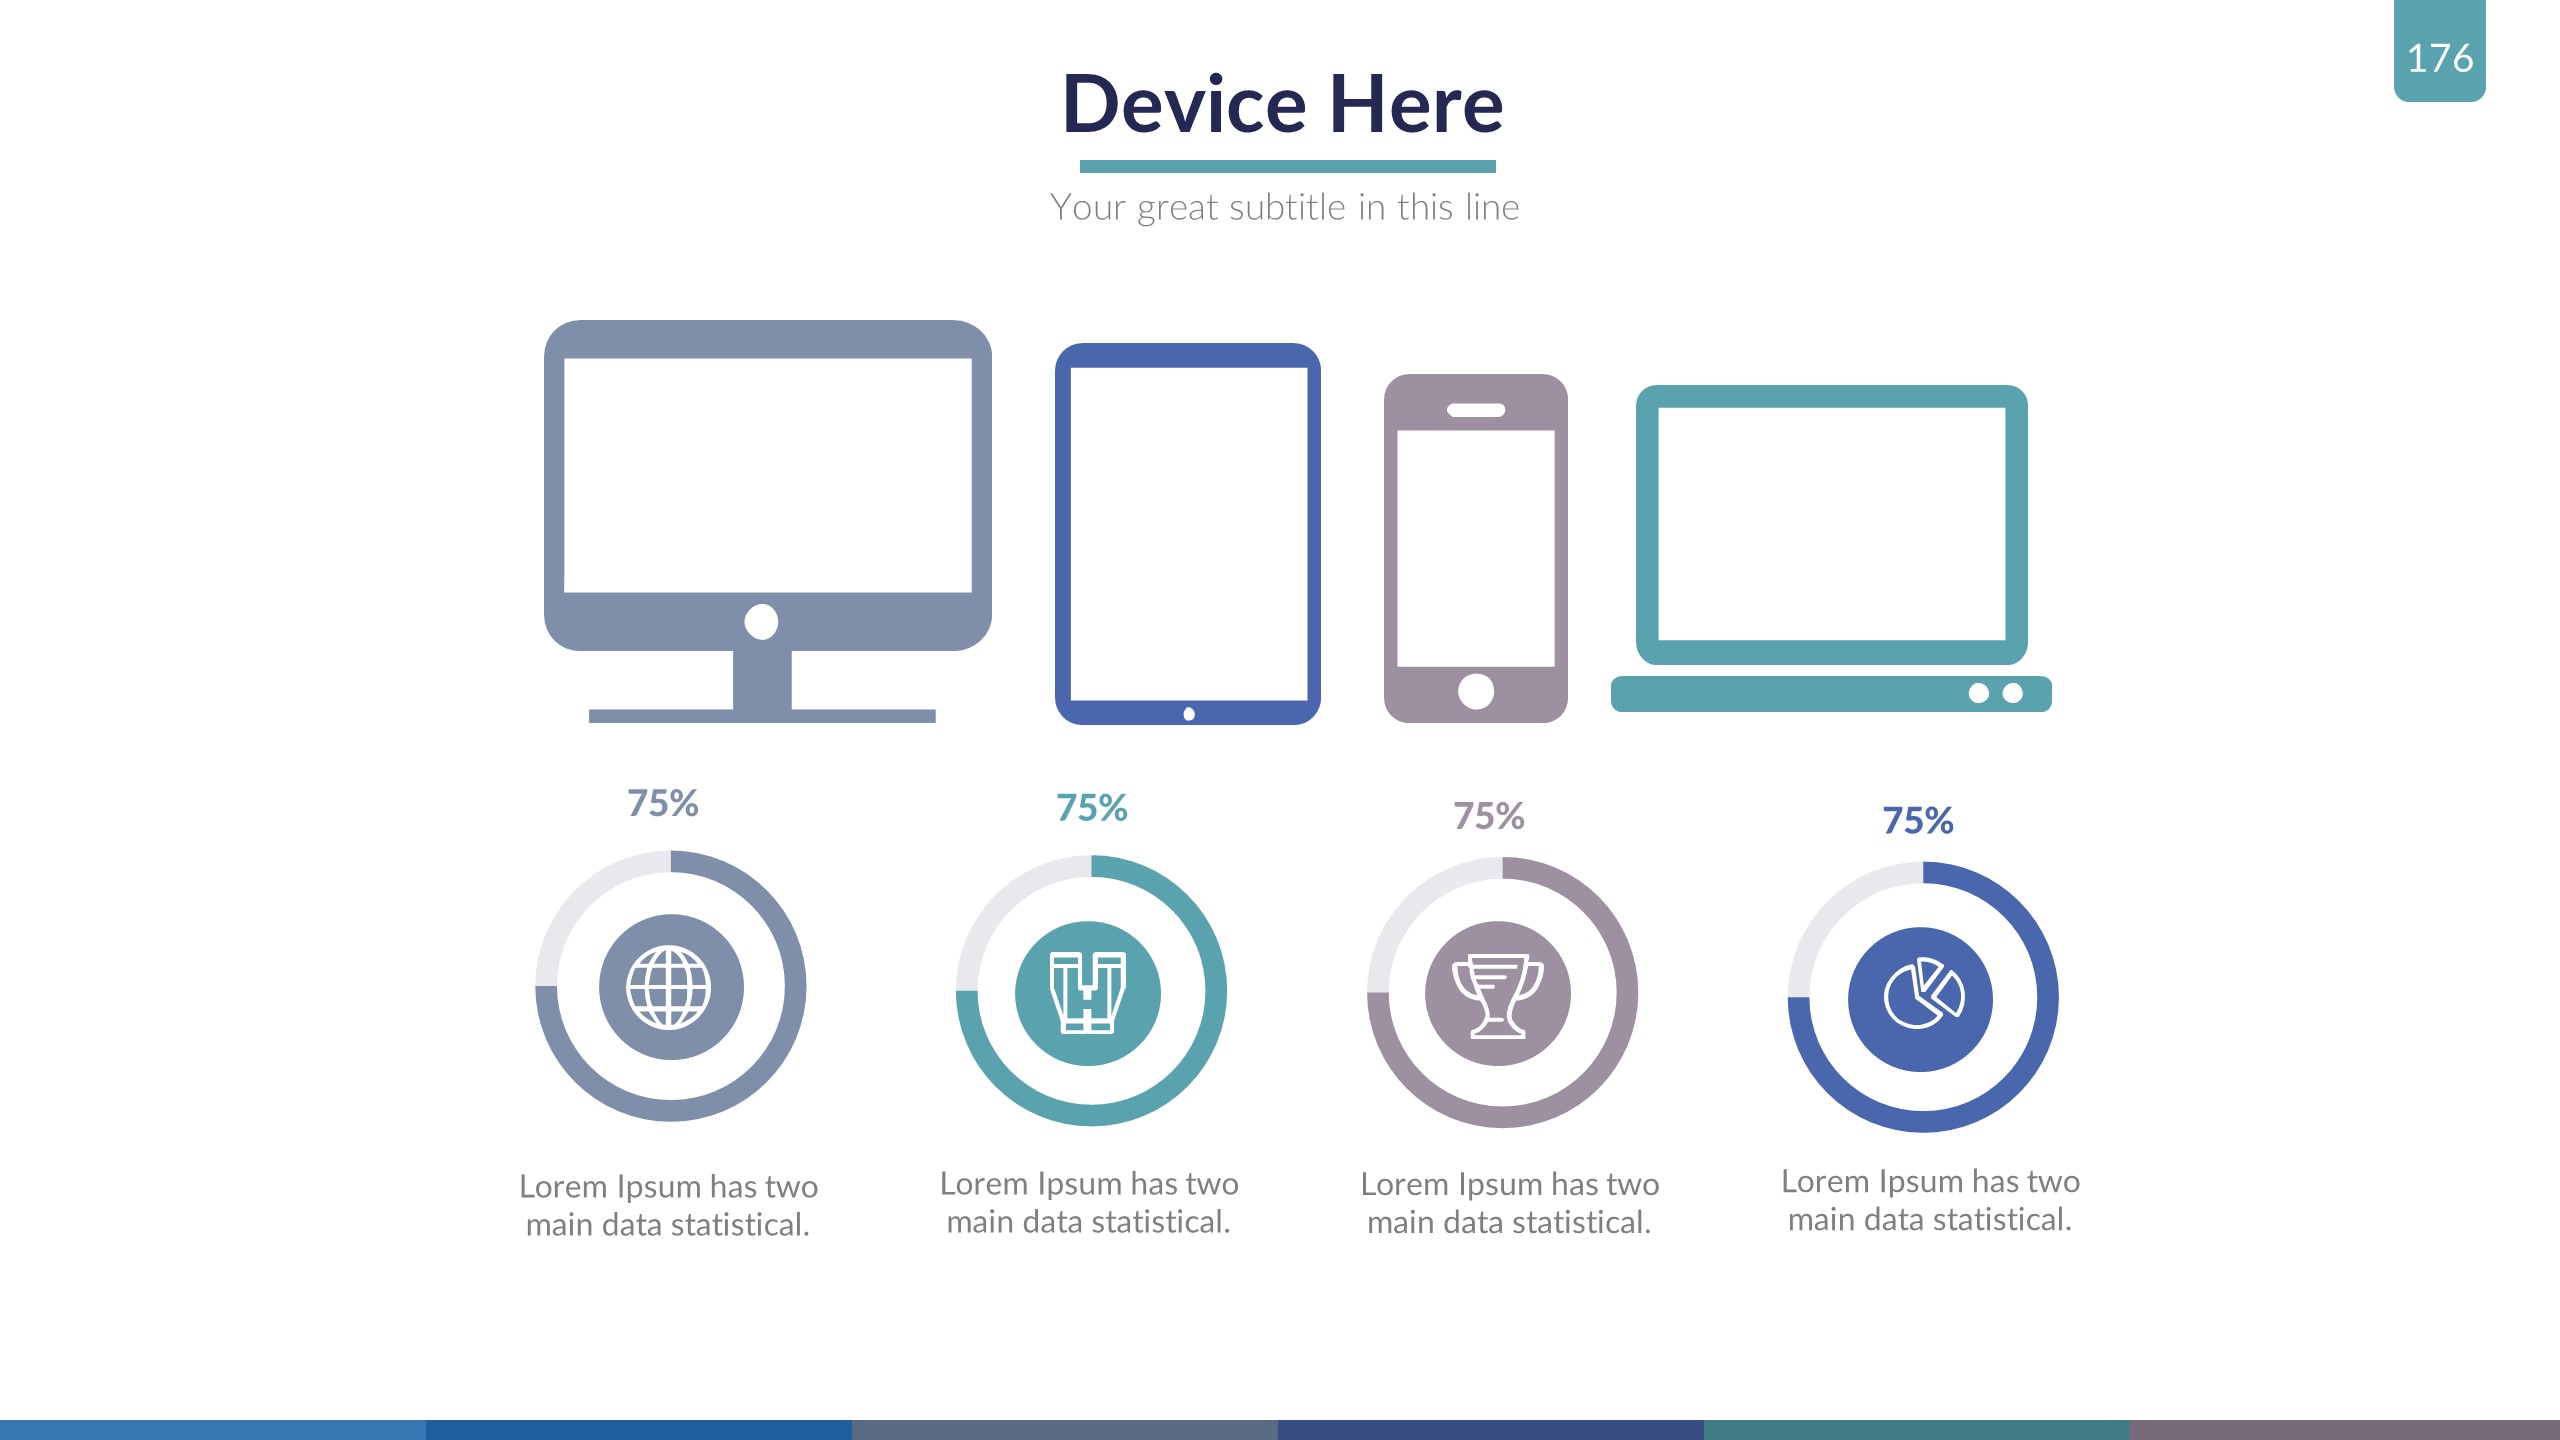 176
Device Here
Your great subtitle in this line
75%
75%
75%
75%
Lorem Ipsum has two
main data statistical.
Lorem Ipsum has two
main data statistical.
Lorem Ipsum has two
main data statistical.
Lorem Ipsum has two
main data statistical.